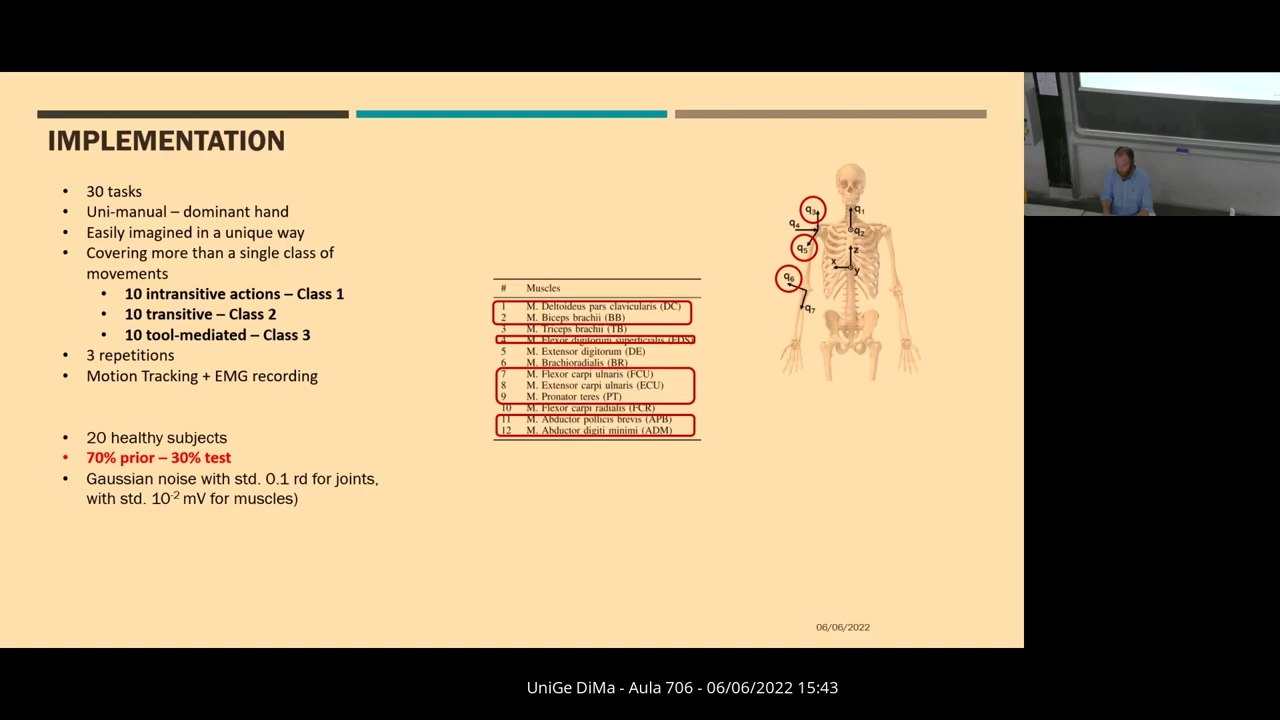 IMPLEMENTATION
• 30 tasks
• Uni-manual – dominant hand
• Easily imagined in a unique way
• Covering more than a single class of
movements
• 10 intransitive actions – Class 1
• 10 transitive – Class 2
• 10 tool-mediated – Class 3
• 3 repetitions
• Motion Tracking + EMG recording
• 20 healthy subjects
• 70% prior – 30% test
• Gaussian noise with std. 0.1 rd for joints,
with std. 10⁻² mV for muscles)
# Muscles
1 M. Deltoideus pars clavicularis (DC)
2 M. Biceps brachii (BB)
3 M. Triceps brachii (TB)
4 M. Flexor digitorum superficialis (FDS)
5 M. Extensor digitorum (DE)
6 M. Brachioradialis (BR)
7 M. Flexor carpi ulnaris (FCU)
8 M. Extensor carpi ulnaris (ECU)
9 M. Pronator teres (PT)
10 M. Flexor carpi radialis (FCR)
11 M. Abductor pollicis brevis (APB)
12 M. Abductor digiti minimi (ADM)
q₃ q₁
q₄ q₂
q₅ z
x y
q₆
q₇
06/06/2022
UniGe DiMa - Aula 706 - 06/06/2022 15:43